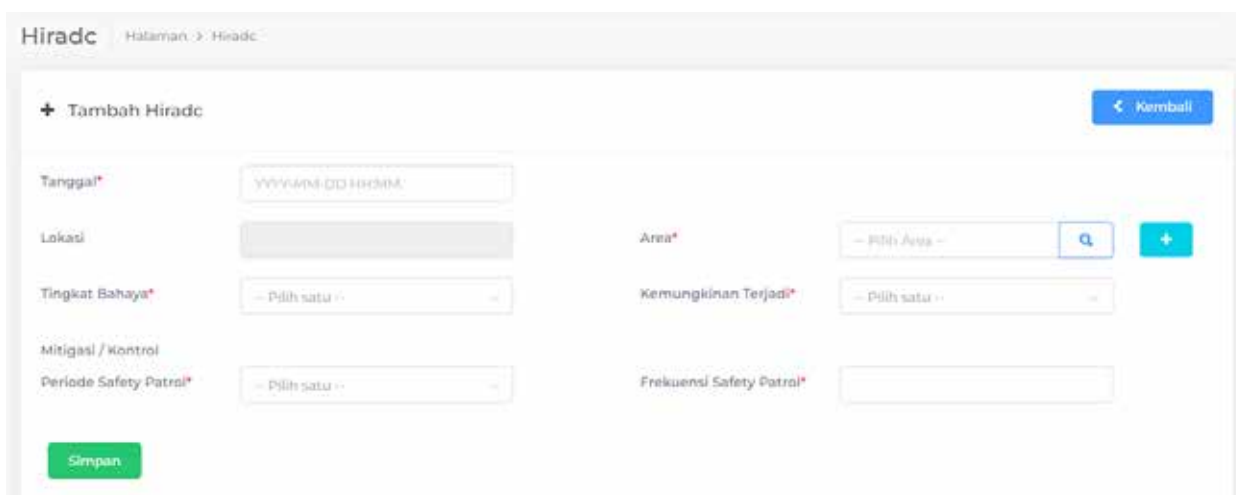 Hiradc Halaman > Hiradc
+ Tambah Hiradc
< Kembali
Tanggal*
YYYY-MM-DD HH:MM
Lokasi
Area*
-- Pilih Area --
+
Tingkat Bahaya*
-- Pilih satu --
Kemungkinan Terjadi*
-- Pilih satu --
Mitigasi / Kontrol
Periode Safety Patrol*
-- Pilih satu --
Frekuensi Safety Patrol*
Simpan